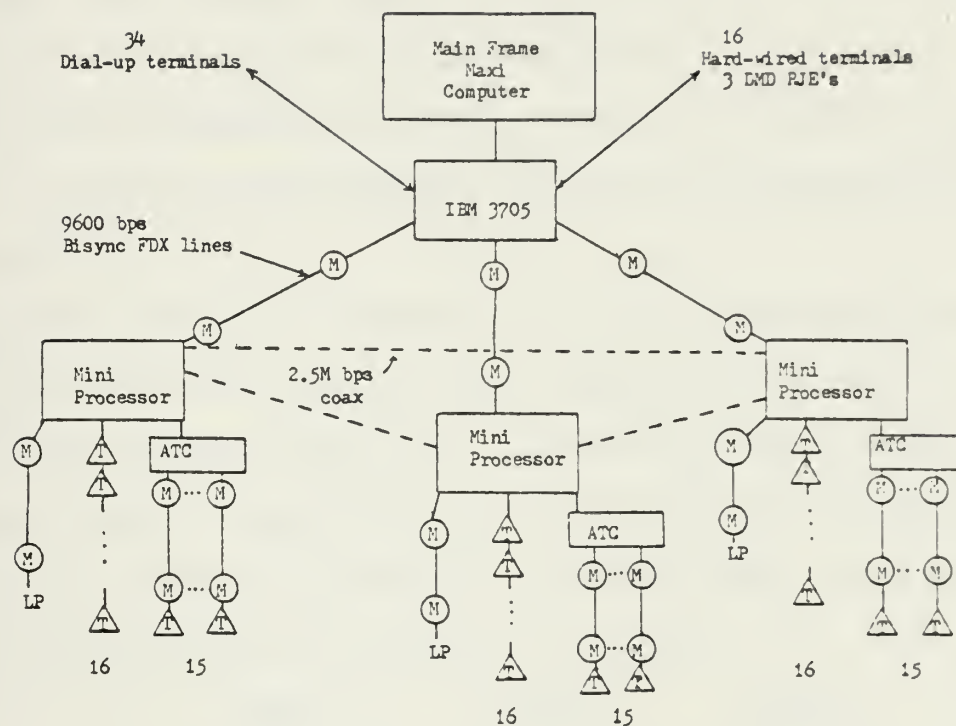 34
Dial-up terminals
Main Frame
Maxi
Computer
16
Hard-wired terminals
3 DMD RJE's
IBM 3705
9600 bps
Bisync FDX lines
M
M
M
M
M
M
Mini
Processor
2.5M bps
coax
Mini
Processor
Mini
Processor
M
T
T
ATC
M
M
M
LP
T
M
M
T
T
16
15
M
T
T
ATC
M
M
M
LP
T
M
M
T
T
16
15
M
T
ATC
M
M
M
LP
T
M
M
T
T
16
15